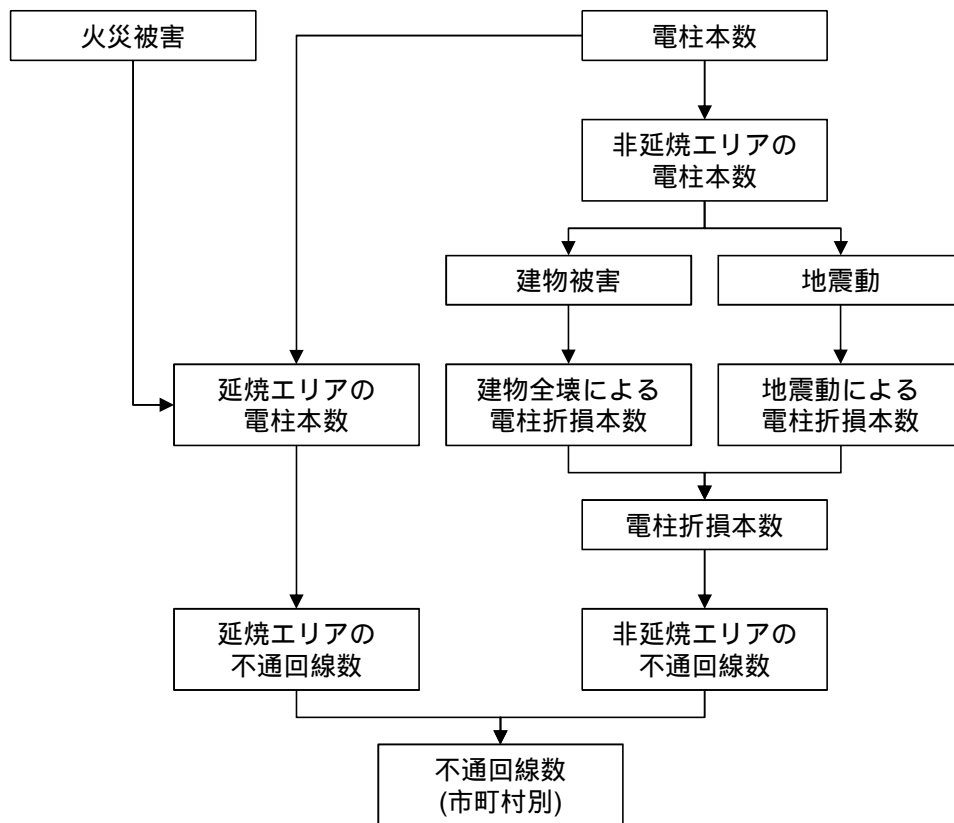 火災被害
電柱本数
非延焼エリアの
電柱本数
建物被害
地震動
延焼エリアの
電柱本数
建物全壊による
電柱折損本数
地震動による
電柱折損本数
電柱折損本数
延焼エリアの
不通回線数
非延焼エリアの
不通回線数
不通回線数
(市町村別)